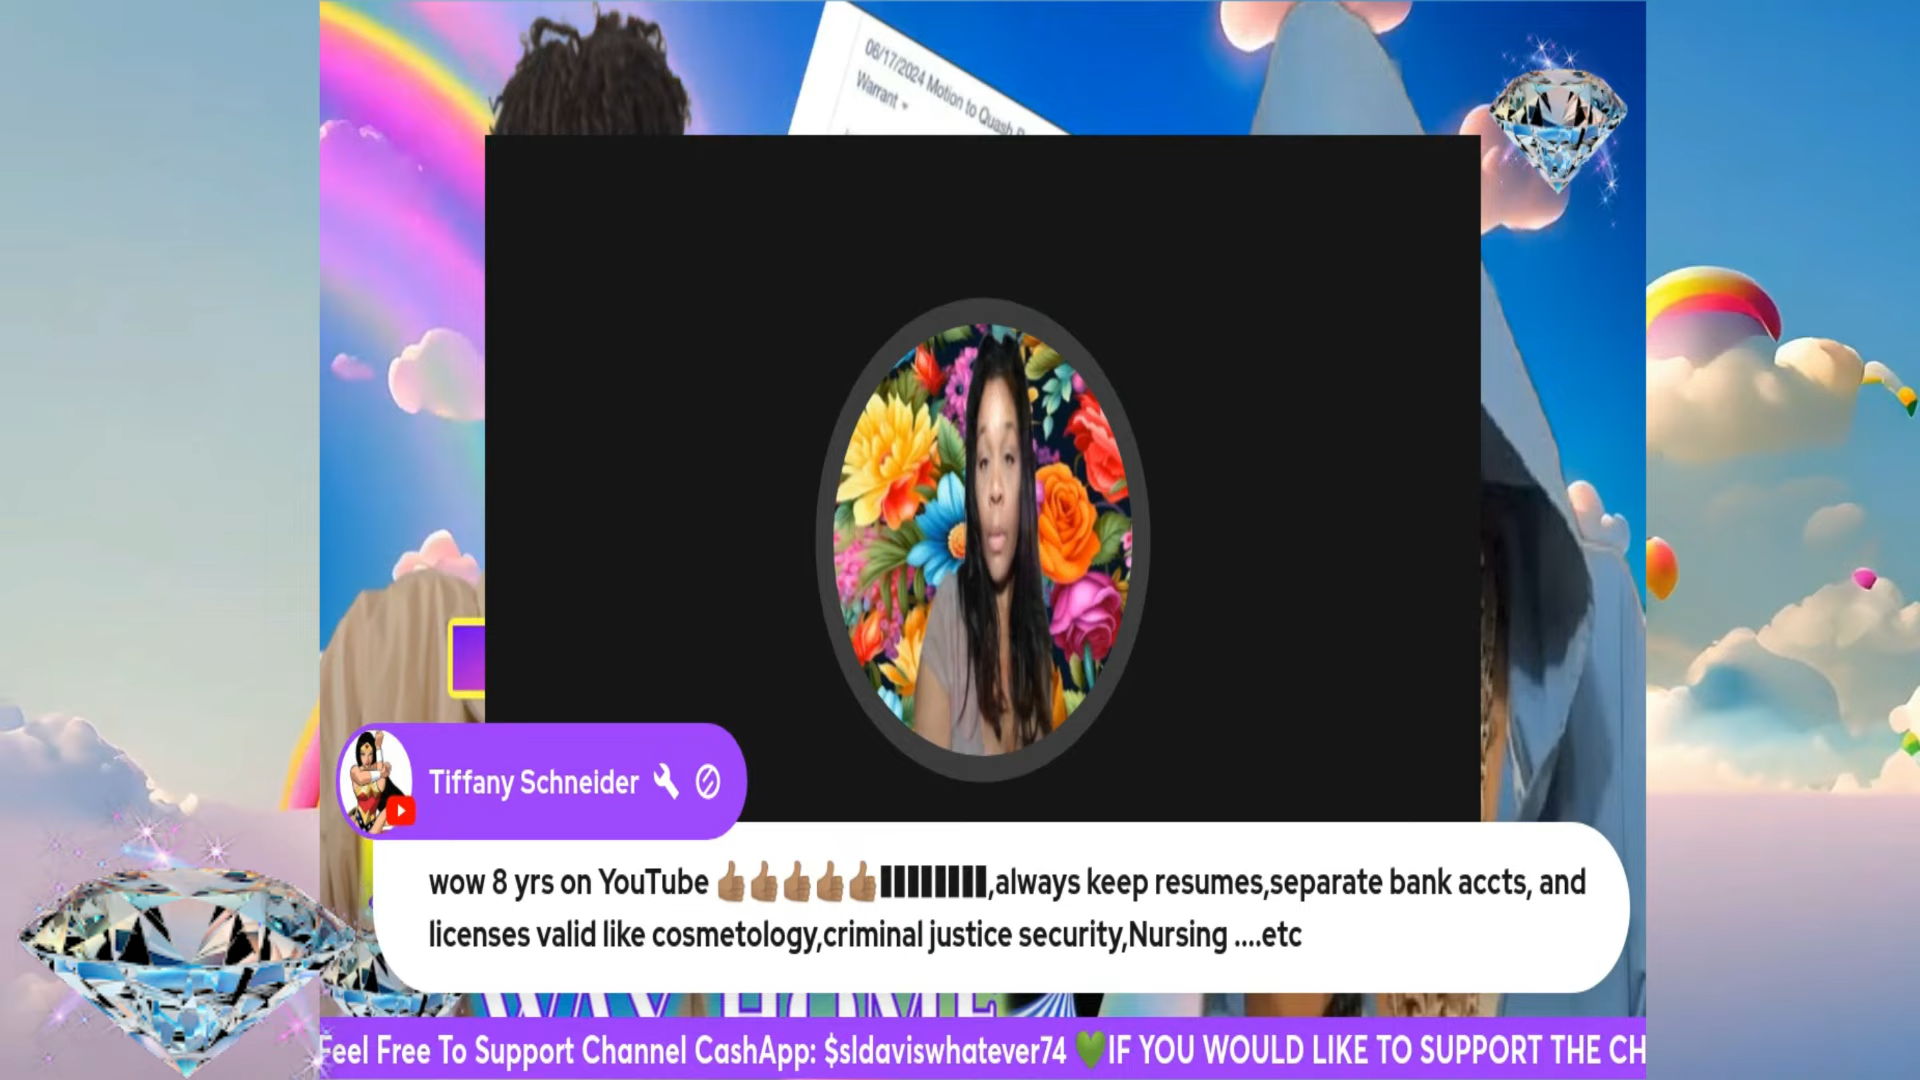 06/17/2024 Motion to Quash
Warrant
Tiffany Schneider
wow 8 yrs on YouTube 👍🏽👍🏽👍🏽👍🏽👍🏽▮▮▮▮▮▮▮▮,always keep resumes,separate bank accts, and
licenses valid like cosmetology,criminal justice security,Nursing ....etc
WAY HOME
Feel Free To Support Channel CashApp: $sldaviswhatever74 💚IF YOU WOULD LIKE TO SUPPORT THE CH